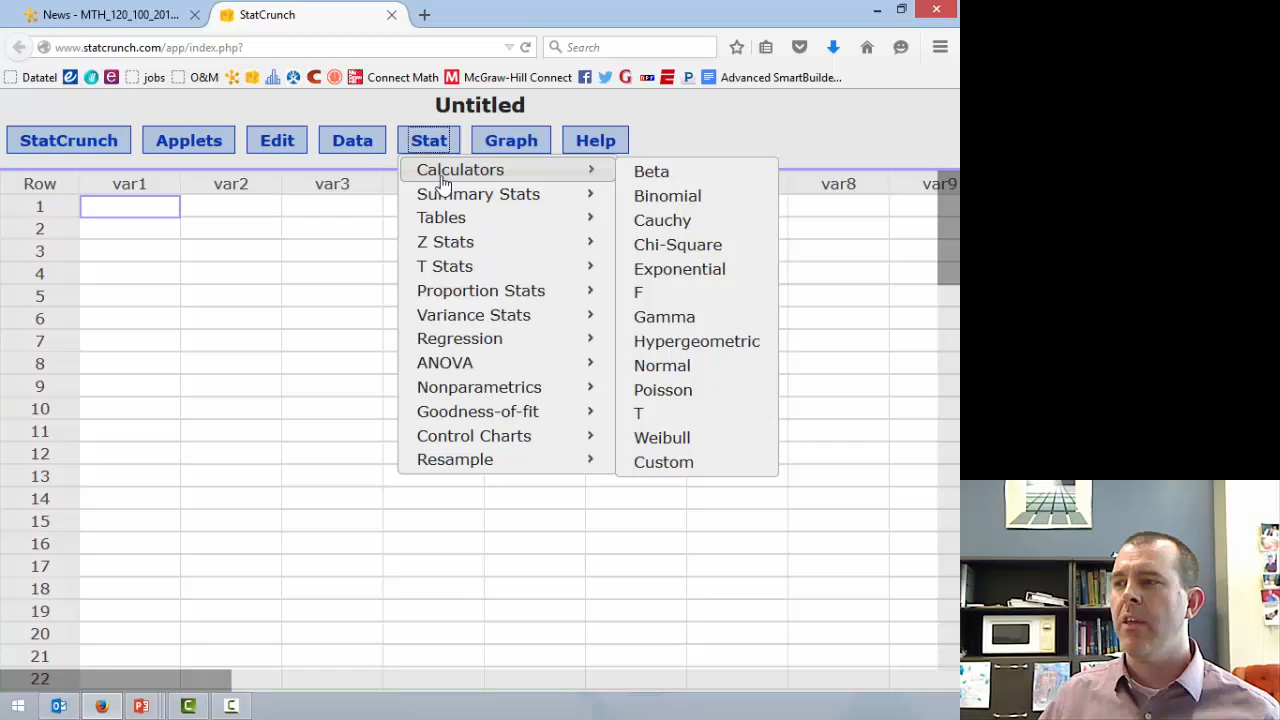 News - MTH_120_100_201...
StatCrunch
www.statcrunch.com/app/index.php?
Search
Datatel
jobs
O&M
Connect Math
McGraw-Hill Connect
Advanced SmartBuilde...
Untitled
StatCrunch Applets Edit Data Stat Graph Help
Row var1 var2 var3 var8 var9
Calculators
Summary Stats
Tables
Z Stats
T Stats
Proportion Stats
Variance Stats
Regression
ANOVA
Nonparametrics
Goodness-of-fit
Control Charts
Resample
Beta
Binomial
Cauchy
Chi-Square
Exponential
F
Gamma
Hypergeometric
Normal
Poisson
T
Weibull
Custom
1
2
3
4
5
6
7
8
9
10
11
12
13
14
15
16
17
18
19
20
21
22